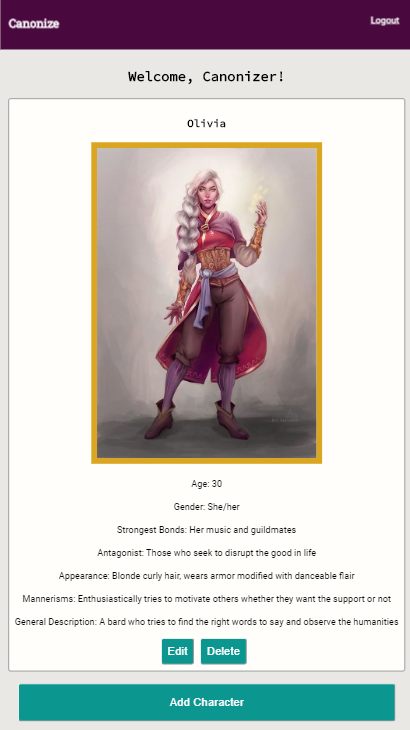 Canonize
Logout
Welcome, Canonizer!
Olivia
Age: 30
Gender: She/her
Strongest Bonds: Her music and guildmates
Antagonist: Those who seek to disrupt the good in life
Appearance: Blonde curly hair, wears armor modified with danceable flair
Mannerisms: Enthusiastically tries to motivate others whether they want the support or not
General Description: A bard who tries to find the right words to say and observe the humanities
Edit Delete
Add Character